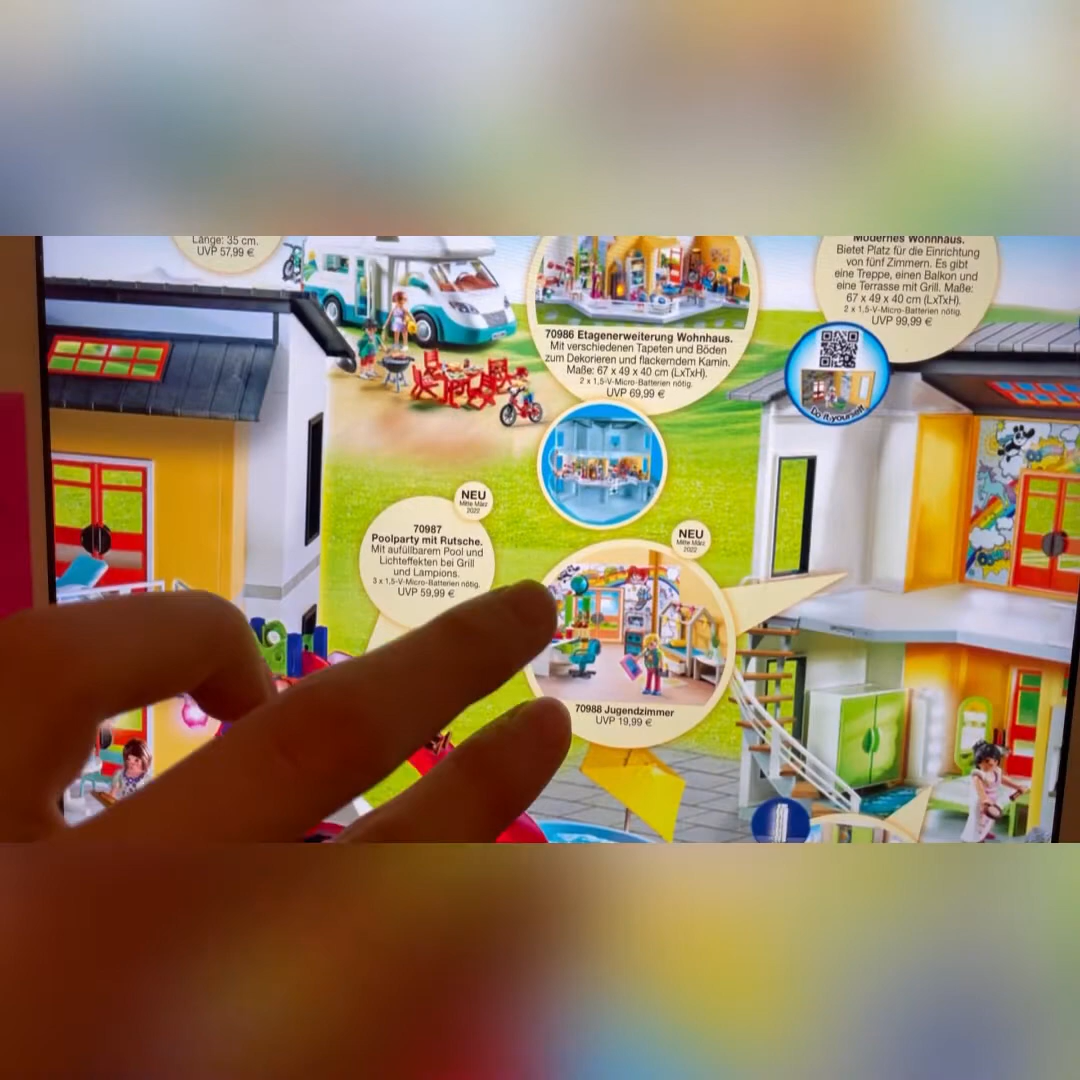 Länge: 35 cm.
UVP 57,99 €
70986 Etagenerweiterung Wohnhaus.
Mit verschiedenen Tapeten und Böden
zum Dekorieren und flackerndem Kamin.
Maße: 67 x 49 x 40 cm (LxTxH).
2 x 1,5-V-Micro-Batterien nötig.
UVP 69,99 €
Modernes Wohnhaus.
Bietet Platz für die Einrichtung
von fünf Zimmern. Es gibt
eine Treppe, einen Balkon und
eine Terrasse mit Grill. Maße:
67 x 49 x 40 cm (LxTxH).
2 x 1,5-V-Micro-Batterien nötig.
UVP 99,99 €
Do it yourself
NEU
Mitte März
2022
70987
Poolparty mit Rutsche.
Mit aufüllbarem Pool und
Lichteffekten bei Grill
und Lampions.
3 x 1,5-V-Micro-Batterien nötig.
UVP 59,99 €
NEU
Mitte März
2022
70988 Jugendzimmer
UVP 19,99 €